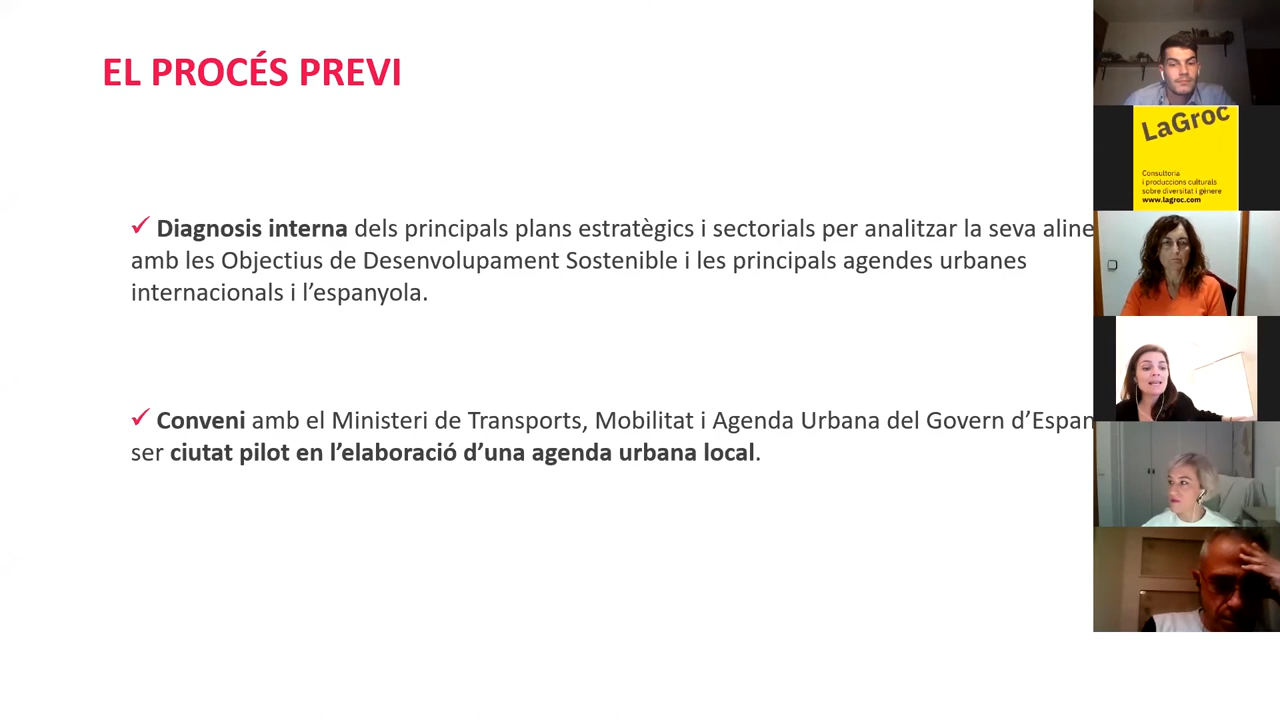 EL PROCÉS PREVI
✓ Diagnosis interna dels principals plans estratègics i sectorials per analitzar la seva aline
amb les Objectius de Desenvolupament Sostenible i les principals agendes urbanes
internacionals i l’espanyola.
✓ Conveni amb el Ministeri de Transports, Mobilitat i Agenda Urbana del Govern d’Espan
ser ciutat pilot en l’elaboració d’una agenda urbana local.
LaGroc
Consultoria
i produccions culturals
sobre diversitat i gènere
www.lagroc.com